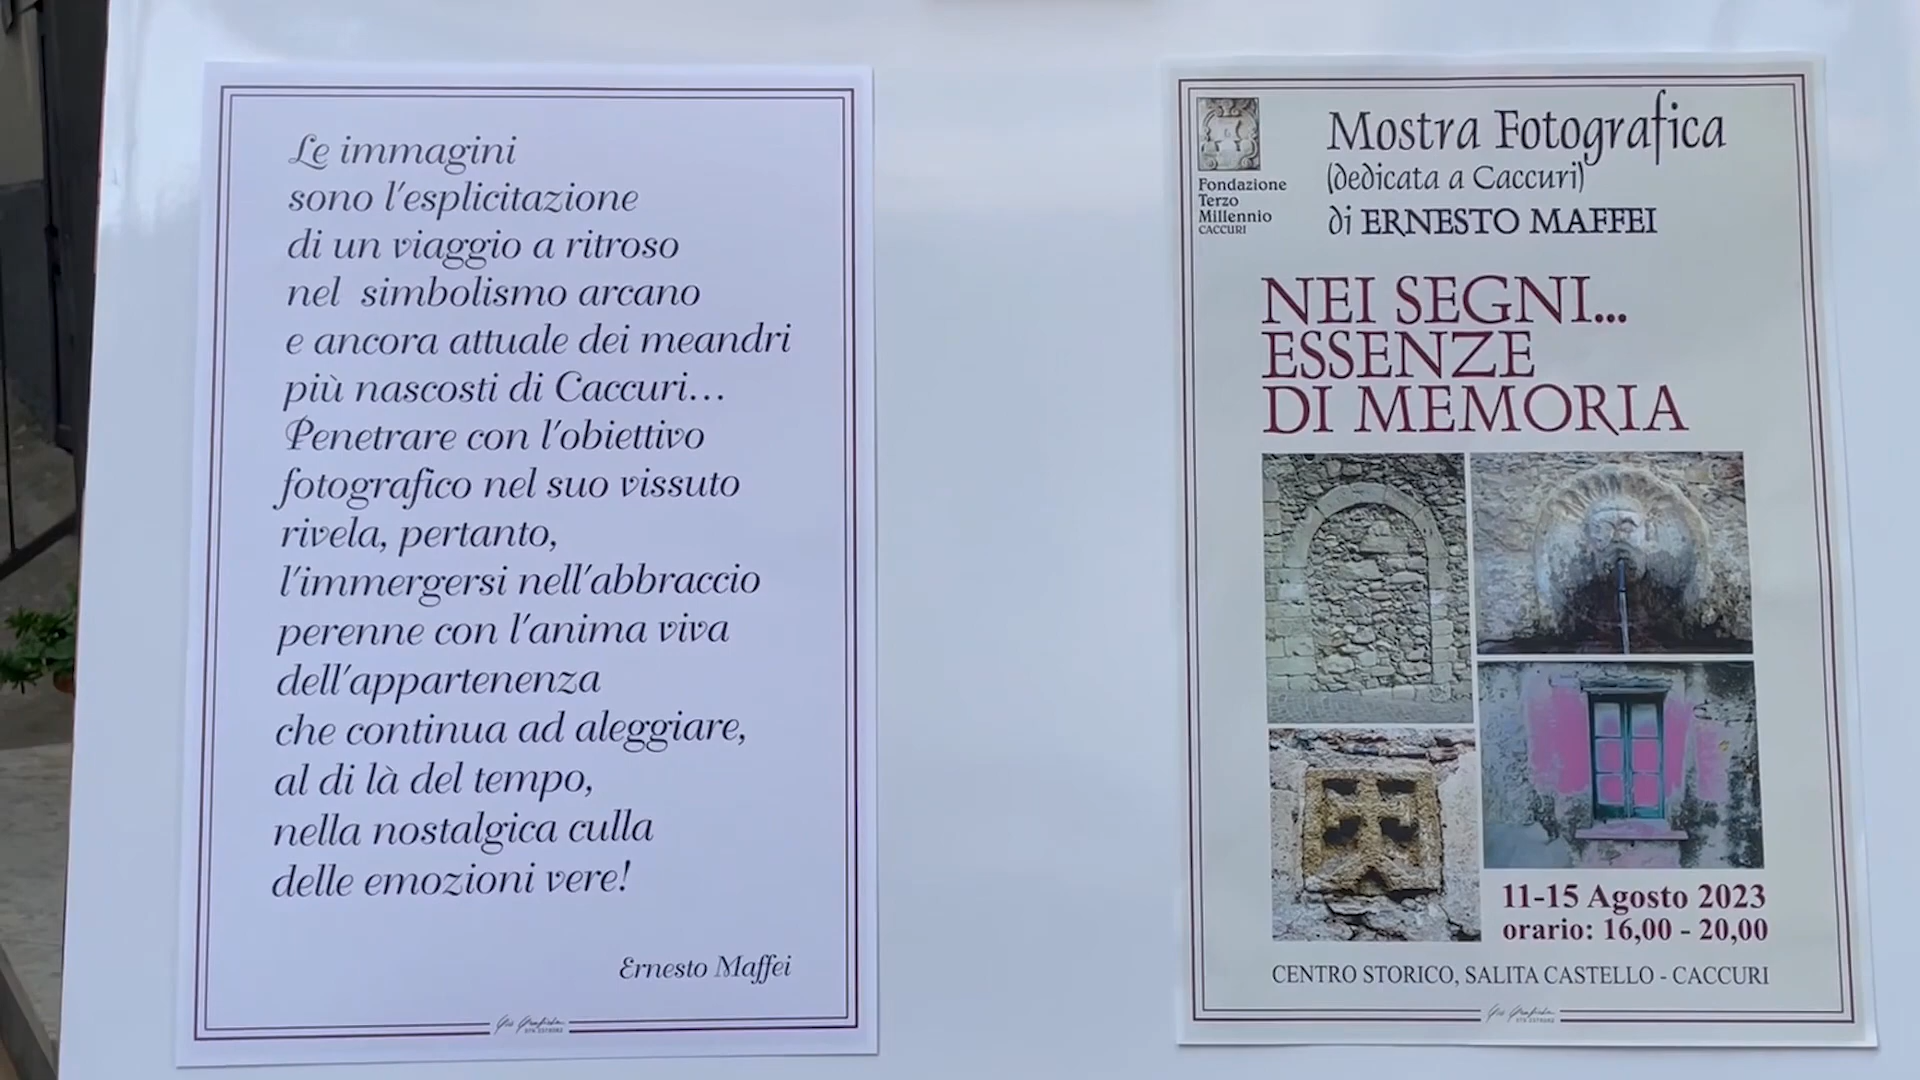 Le immagini
sono l'esplicitazione
di un viaggio a ritroso
nel simbolismo arcano
e ancora attuale dei meandri
più nascosti di Caccuri...
Penetrare con l'obiettivo
fotografico nel suo vissuto
rivela, pertanto,
l'immergersi nell'abbraccio
perenne con l'anima viva
dell'appartenenza
che continua ad aleggiare,
al di là del tempo,
nella nostalgica culla
delle emozioni vere!
Ernesto Maffei
Fondazione
Terzo
Millennio
CACCURI
Mostra Fotografica
(dedicata a Caccuri)
di ERNESTO MAFFEI
NEI SEGNI...
ESSENZE
DI MEMORIA
11-15 Agosto 2023
orario: 16,00 - 20,00
CENTRO STORICO, SALITA CASTELLO - CACCURI